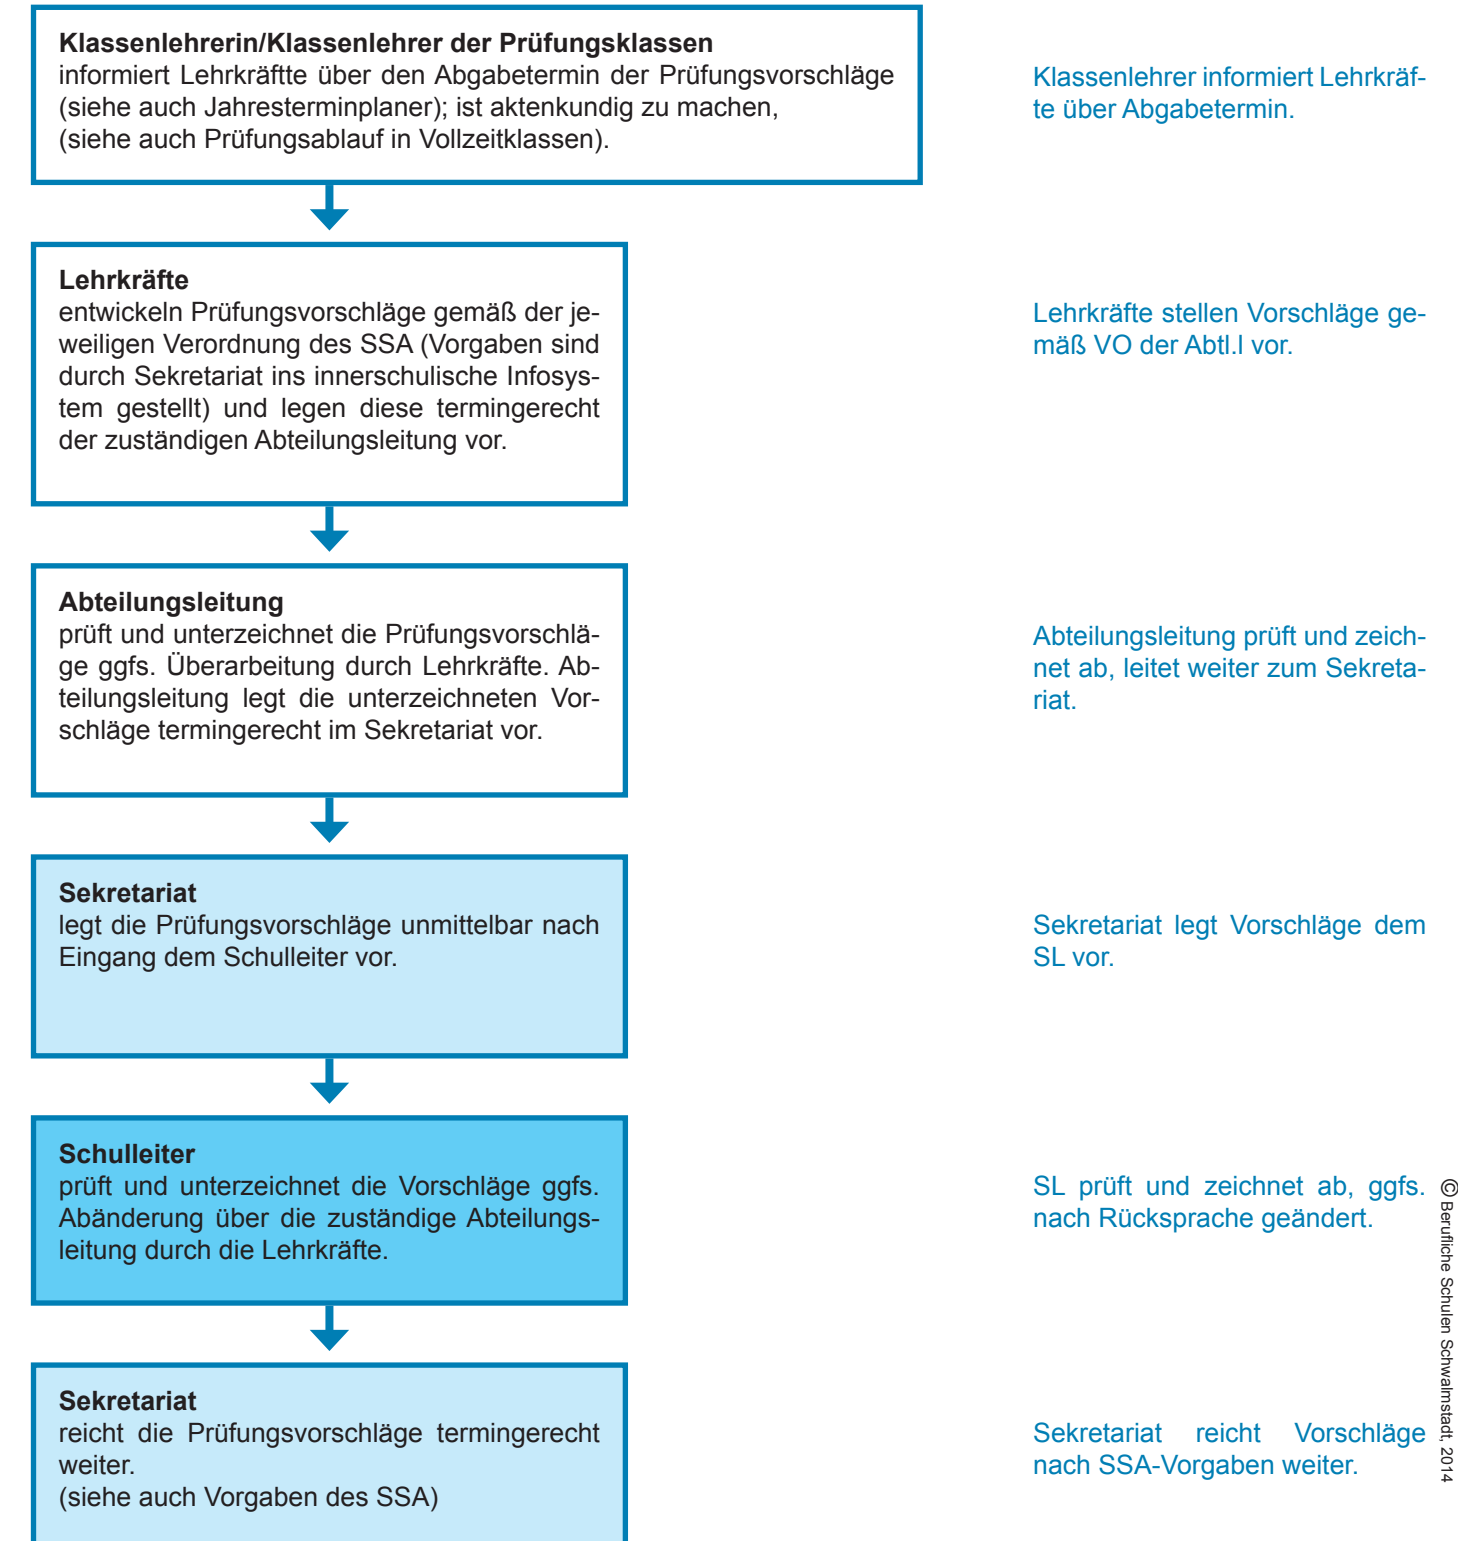 Klassenlehrerin/Klassenlehrer der Prüfungsklassen
informiert Lehrkräftte über den Abgabetermin der Prüfungsvorschläge
(siehe auch Jahresterminplaner); ist aktenkundig zu machen,
(siehe auch Prüfungsablauf in Vollzeitklassen).
Klassenlehrer informiert Lehrkräf-
te über Abgabetermin.
Lehrkräfte
entwickeln Prüfungsvorschläge gemäß der je-
weiligen Verordnung des SSA (Vorgaben sind
durch Sekretariat ins innerschulische Infosys-
tem gestellt) und legen diese termingerecht
der zuständigen Abteilungsleitung vor.
Lehrkräfte stellen Vorschläge ge-
mäß VO der Abtl.l vor.
Abteilungsleitung
prüft und unterzeichnet die Prüfungsvorschlä-
ge ggfs. Überarbeitung durch Lehrkräfte. Ab-
teilungsleitung legt die unterzeichneten Vor-
schläge termingerecht im Sekretariat vor.
Abteilungsleitung prüft und zeich-
net ab, leitet weiter zum Sekreta-
riat.
Sekretariat
legt die Prüfungsvorschläge unmittelbar nach
Eingang dem Schulleiter vor.
Sekretariat legt Vorschläge dem
SL vor.
Schulleiter
prüft und unterzeichnet die Vorschläge ggfs.
Abänderung über die zuständige Abteilungs-
leitung durch die Lehrkräfte.
SL prüft und zeichnet ab, ggfs.
nach Rücksprache geändert.
Sekretariat
reicht die Prüfungsvorschläge termingerecht
weiter.
(siehe auch Vorgaben des SSA)
Sekretariat reicht Vorschläge
nach SSA-Vorgaben weiter.
© Berufliche Schulen Schwalmstadt, 2014